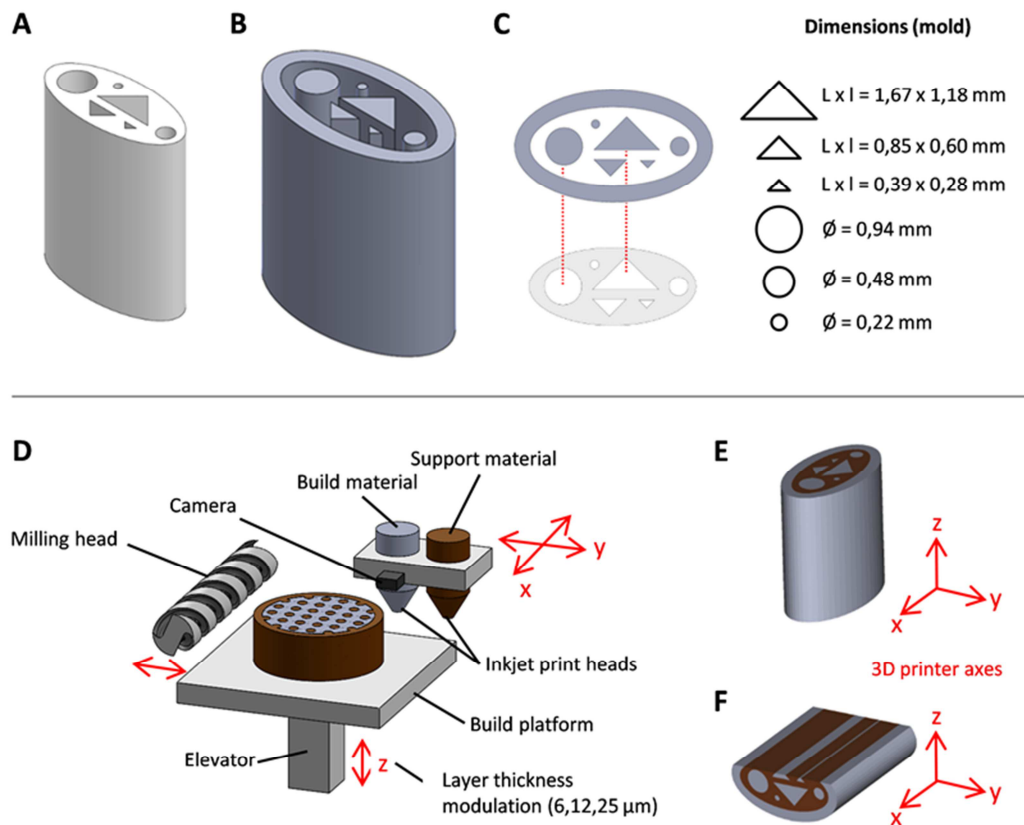 A
B
C
Dimensions (mold)
L x l = 1,67 x 1,18 mm
L x l = 0,85 x 0,60 mm
L x l = 0,39 x 0,28 mm
Ø = 0,94 mm
Ø = 0,48 mm
Ø = 0,22 mm
D
Support material
Build material
Camera
Milling head
y
x
Inkjet print heads
Build platform
Elevator
z
Layer thickness
modulation (6,12,25 µm)
E
z
y
x
3D printer axes
F
z
y
x